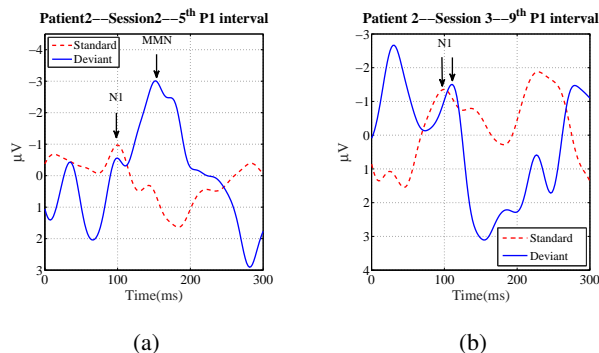 Patient2−−Session2−−5th P1 interval
−4
−3
−2
−1
0
1
2
3
μV
Standard
Deviant
MMN
N1
0
100
200
300
Time(ms)
(a)
Patient 2−−Session 3−−9th P1 interval
−3
−2
−1
0
1
2
3
4
μV
N1
Standard
Deviant
0
100
200
300
Time(ms)
(b)